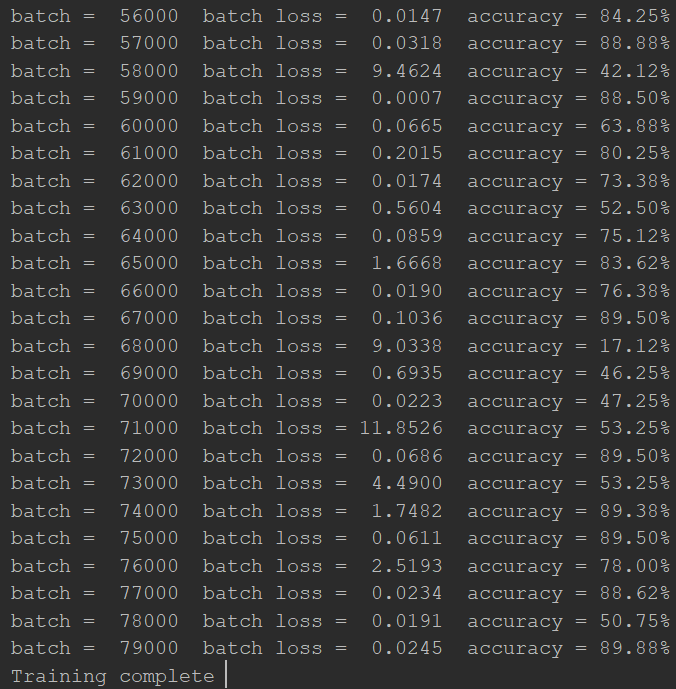 batch =  56000  batch loss =  0.0147  accuracy = 84.25%
batch =  57000  batch loss =  0.0318  accuracy = 88.88%
batch =  58000  batch loss =  9.4624  accuracy = 42.12%
batch =  59000  batch loss =  0.0007  accuracy = 88.50%
batch =  60000  batch loss =  0.0665  accuracy = 63.88%
batch =  61000  batch loss =  0.2015  accuracy = 80.25%
batch =  62000  batch loss =  0.0174  accuracy = 73.38%
batch =  63000  batch loss =  0.5604  accuracy = 52.50%
batch =  64000  batch loss =  0.0859  accuracy = 75.12%
batch =  65000  batch loss =  1.6668  accuracy = 83.62%
batch =  66000  batch loss =  0.0190  accuracy = 76.38%
batch =  67000  batch loss =  0.1036  accuracy = 89.50%
batch =  68000  batch loss =  9.0338  accuracy = 17.12%
batch =  69000  batch loss =  0.6935  accuracy = 46.25%
batch =  70000  batch loss =  0.0223  accuracy = 47.25%
batch =  71000  batch loss = 11.8526  accuracy = 53.25%
batch =  72000  batch loss =  0.0686  accuracy = 89.50%
batch =  73000  batch loss =  4.4900  accuracy = 53.25%
batch =  74000  batch loss =  1.7482  accuracy = 89.38%
batch =  75000  batch loss =  0.0611  accuracy = 89.50%
batch =  76000  batch loss =  2.5193  accuracy = 78.00%
batch =  77000  batch loss =  0.0234  accuracy = 88.62%
batch =  78000  batch loss =  0.0191  accuracy = 50.75%
batch =  79000  batch loss =  0.0245  accuracy = 89.88%
Training complete